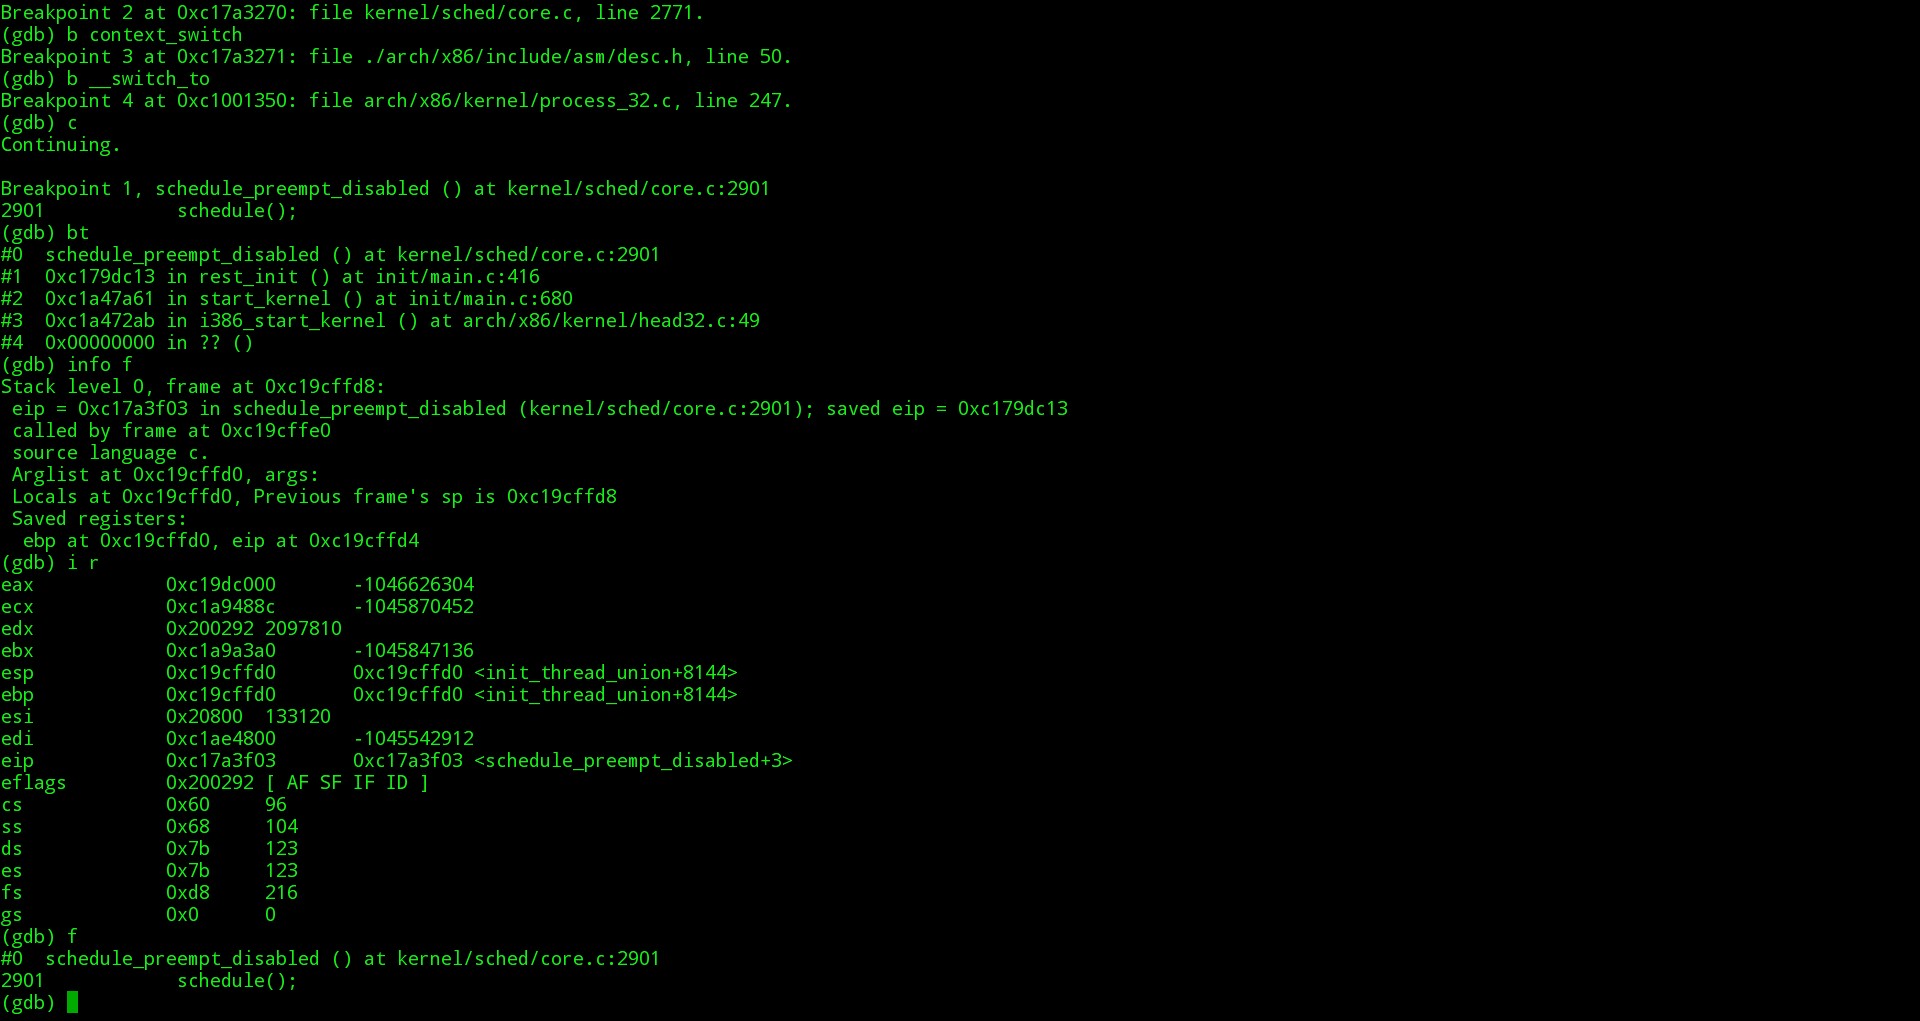 Breakpoint 2 at 0xc17a3270: file kernel/sched/core.c, line 2771.
(gdb) b context_switch
Breakpoint 3 at 0xc17a3271: file ./arch/x86/include/asm/desc.h, line 50.
(gdb) b __switch_to
Breakpoint 4 at 0xc1001350: file arch/x86/kernel/process_32.c, line 247.
(gdb) c
Continuing.

Breakpoint 1, schedule_preempt_disabled () at kernel/sched/core.c:2901
2901            schedule();
(gdb) bt
#0  schedule_preempt_disabled () at kernel/sched/core.c:2901
#1  0xc179dc13 in rest_init () at init/main.c:416
#2  0xc1a47a61 in start_kernel () at init/main.c:680
#3  0xc1a472ab in i386_start_kernel () at arch/x86/kernel/head32.c:49
#4  0x00000000 in ?? ()
(gdb) info f
Stack level 0, frame at 0xc19cffd8:
 eip = 0xc17a3f03 in schedule_preempt_disabled (kernel/sched/core.c:2901); saved eip = 0xc179dc13
 called by frame at 0xc19cffe0
 source language c.
 Arglist at 0xc19cffd0, args:
 Locals at 0xc19cffd0, Previous frame's sp is 0xc19cffd8
 Saved registers:
  ebp at 0xc19cffd0, eip at 0xc19cffd4
(gdb) i r
eax            0xc19dc000       -1046626304
ecx            0xc1a9488c       -1045870452
edx            0x200292 2097810
ebx            0xc1a9a3a0       -1045847136
esp            0xc19cffd0       0xc19cffd0 <init_thread_union+8144>
ebp            0xc19cffd0       0xc19cffd0 <init_thread_union+8144>
esi            0x20800  133120
edi            0xc1ae4800       -1045542912
eip            0xc17a3f03       0xc17a3f03 <schedule_preempt_disabled+3>
eflags         0x200292 [ AF SF IF ID ]
cs             0x60     96
ss             0x68     104
ds             0x7b     123
es             0x7b     123
fs             0xd8     216
gs             0x0      0
(gdb) f
#0  schedule_preempt_disabled () at kernel/sched/core.c:2901
2901            schedule();
(gdb)